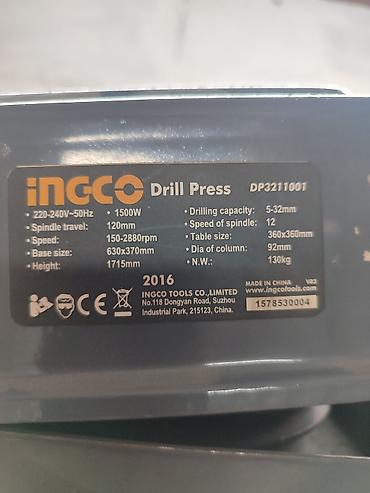 INGCO Drill Press DP3211001
• 220-240V~50Hz • 1500W • Drilling capacity: 5-32mm
• Spindle travel: 120mm • Speed of spindle: 12
• Speed: 150-2880rpm • Table size: 360x360mm
• Base size: 630x370mm • Dia of column: 92mm
• Height: 1715mm • N.W.: 130kg
2016
INGCO TOOLS CO.,LIMITED
No.118 Dongyan Road, Suzhou
Industrial Park, 215123, China.
CE
MADE IN CHINA V02
www.ingcotools.com
1578530004